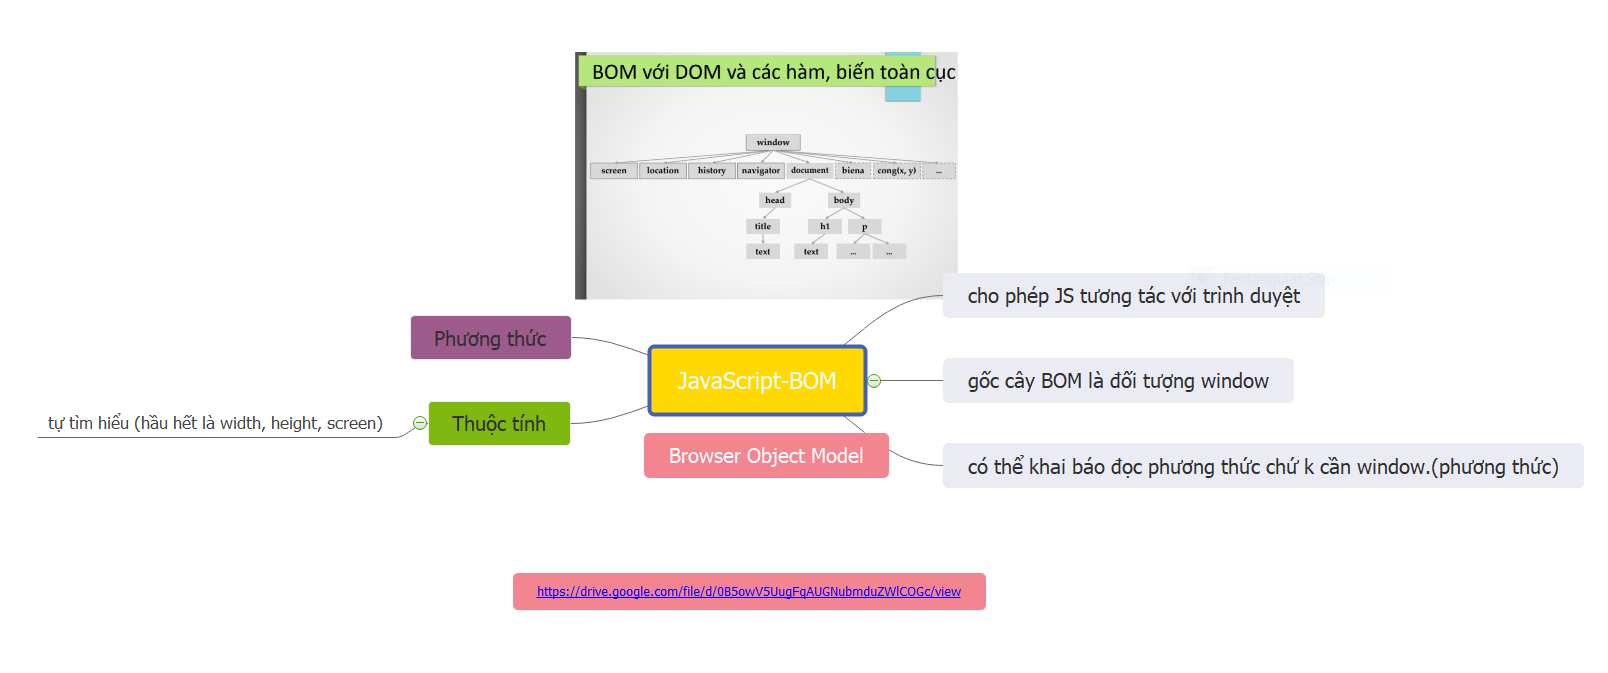 BOM với DOM và các hàm, biến toàn cục
window
screen
location
history
navigator
document
biena
cong(x, y)
...
head
body
title
h1
p
text
text
...
...
cho phép JS tương tác với trình duyệt
Phương thức
JavaScript-BOM
gốc cây BOM là đối tượng window
tự tìm hiểu (hầu hết là width, height, screen)
Thuộc tính
Browser Object Model
có thể khai báo đọc phương thức chứ k cần window.(phương thức)
https://drive.google.com/file/d/0B5owV5UugFqAUGNubmduZWlCOGc/view